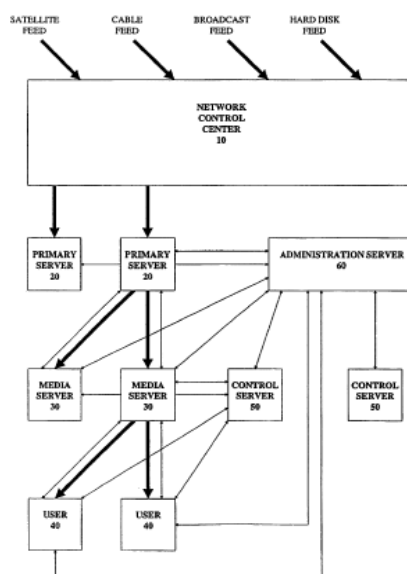 SATELLITE
FEED
CABLE
FEED
BROADCAST
FEED
HARD DISK
FEED
NETWORK
CONTROL
CENTER
10
PRIMARY
SERVER
20
PRIMARY
SERVER
20
ADMINISTRATION SERVER
60
MEDIA
SERVER
30
MEDIA
SERVER
30
CONTROL
SERVER
50
CONTROL
SERVER
50
USER
40
USER
40